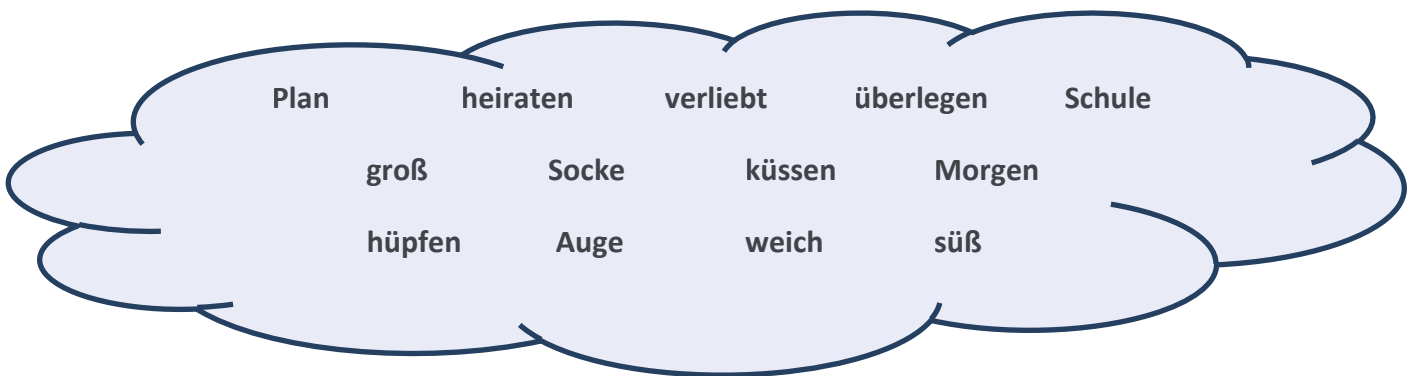 Plan heiraten verliebt überlegen Schule
groß Socke küssen Morgen
hüpfen Auge weich süß